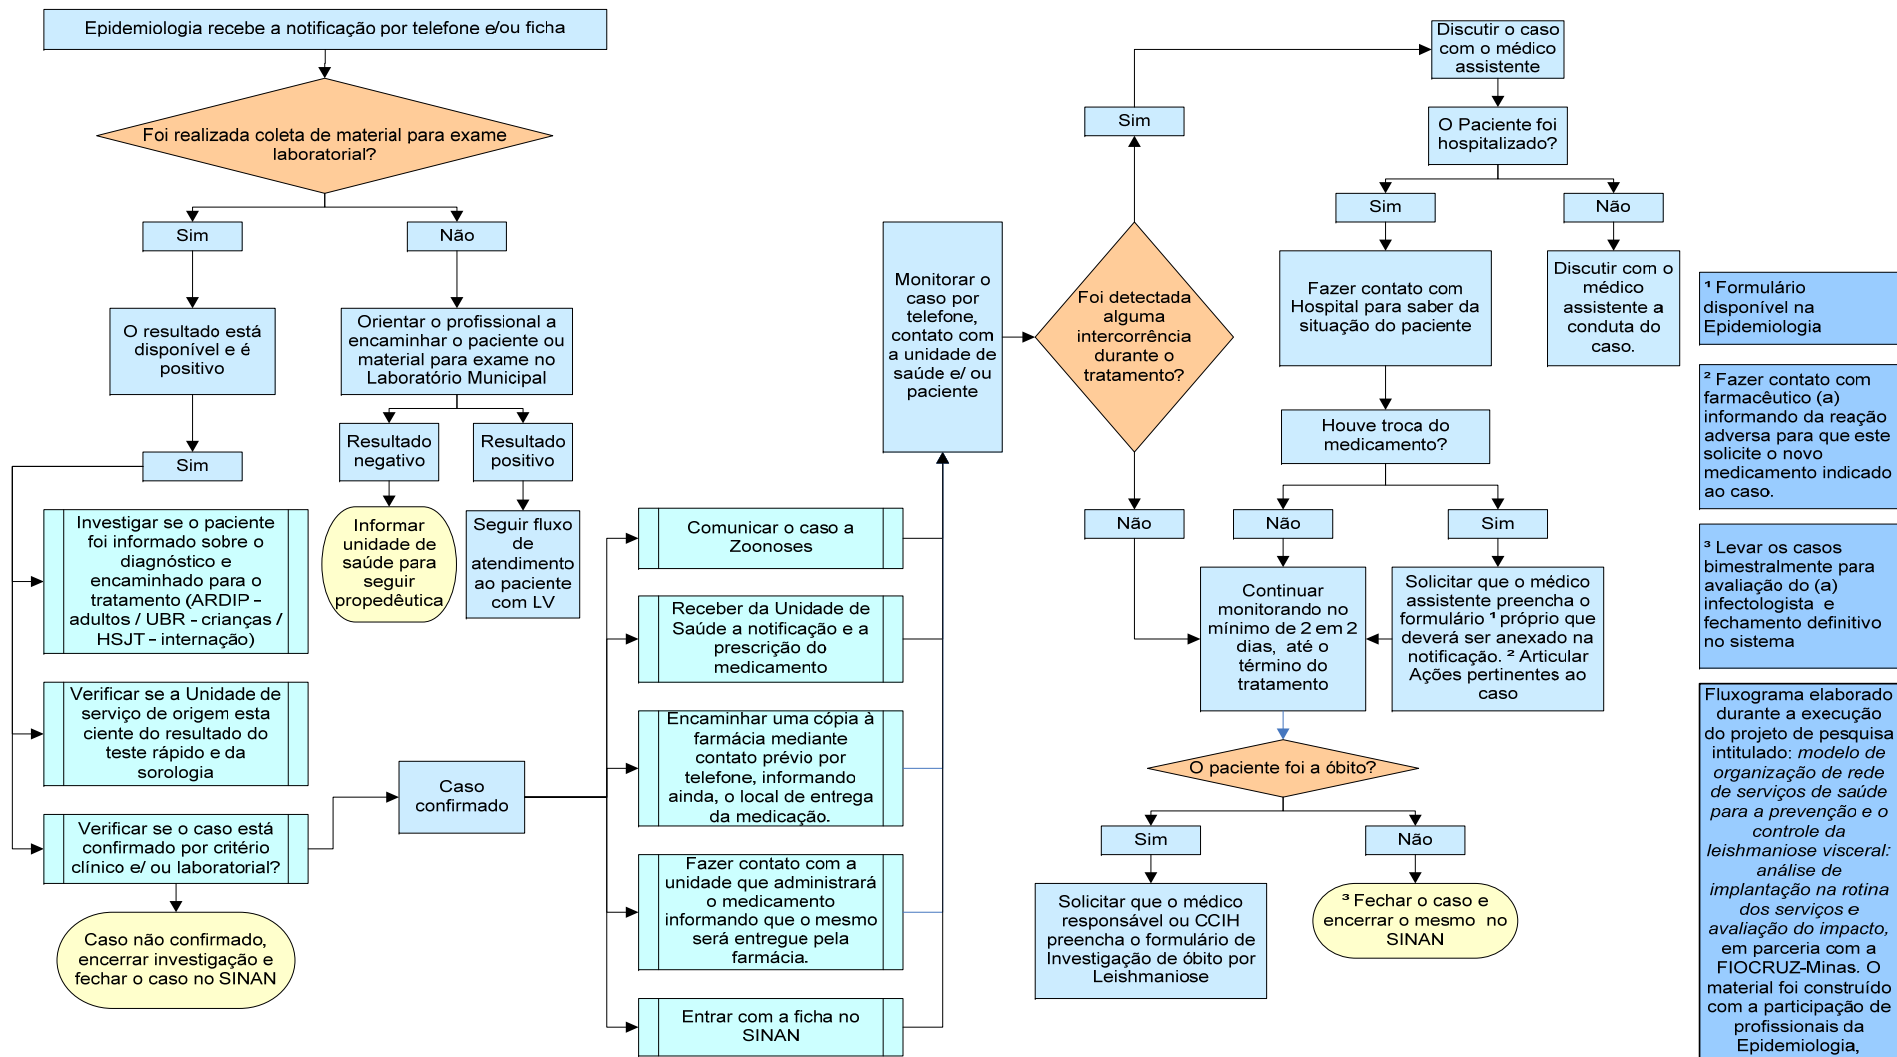 Epidemiologia recebe a notificação por telefone e/ou ficha
Foi realizada coleta de material para exame
laboratorial?
Sim
Não
O resultado está
disponível e é
positivo
Orientar o profissional a
encaminhar o paciente ou
material para exame no
Laboratório Municipal
Sim
Resultado
negativo
Resultado
positivo
Informar
unidade de
saúde para
seguir
propedêutica
Seguir fluxo
de
atendimento
ao paciente
com LV
Investigar se o paciente
foi informado sobre o
diagnóstico e
encaminhado para o
tratamento (ARDIP –
adultos / UBR - crianças /
HSJT – internação)
Verificar se a Unidade de
serviço de origem esta
ciente do resultado do
teste rápido e da
sorologia
Verificar se o caso está
confirmado por critério
clínico e/ ou laboratorial?
Caso não confirmado,
encerrar investigação e
fechar o caso no SINAN
Caso
confirmado
Comunicar o caso a
Zoonoses
Receber da Unidade de
Saúde a notificação e a
prescrição do
medicamento
Encaminhar uma cópia à
farmácia mediante
contato prévio por
telefone, informando
ainda, o local de entrega
da medicação.
Fazer contato com a
unidade que administrará
o medicamento
informando que o mesmo
será entregue pela
farmácia.
Entrar com a ficha no
SINAN
Monitorar o
caso por
telefone,
contato com
a unidade de
saúde e/ ou
paciente
Foi detectada
alguma
intercorrência
durante o
tratamento?
Sim
Não
Discutir o caso
com o médico
assistente
O Paciente foi
hospitalizado?
Sim
Não
Fazer contato com
Hospital para saber da
situação do paciente
Discutir com o
médico
assistente a
conduta do
caso.
Houve troca do
medicamento?
Não
Sim
Continuar
monitorando no
mínimo de 2 em 2
dias, até o
término do
tratamento
Solicitar que o médico
assistente preencha o
formulário ¹ próprio que
deverá ser anexado na
notificação. ² Articular
Ações pertinentes ao
caso
O paciente foi a óbito?
Sim
Não
Solicitar que o médico
responsável ou CCIH
preencha o formulário de
Investigação de óbito por
Leishmaniose
³ Fechar o caso e
encerrar o mesmo no
SINAN
¹ Formulário
disponível na
Epidemiologia
² Fazer contato com
farmacêutico (a)
informando da reação
adversa para que este
solicite o novo
medicamento indicado
ao caso.
³ Levar os casos
bimestralmente para
avaliação do (a)
infectologista e
fechamento definitivo
no sistema
Fluxograma elaborado
durante a execução
do projeto de pesquisa
intitulado: modelo de
organização de rede
de serviços de saúde
para a prevenção e o
controle da
leishmaniose visceral:
análise de
implantação na rotina
dos serviços e
avaliação do impacto,
em parceria com a
FIOCRUZ-Minas. O
material foi construído
com a participação de
profissionais da
Epidemiologia,